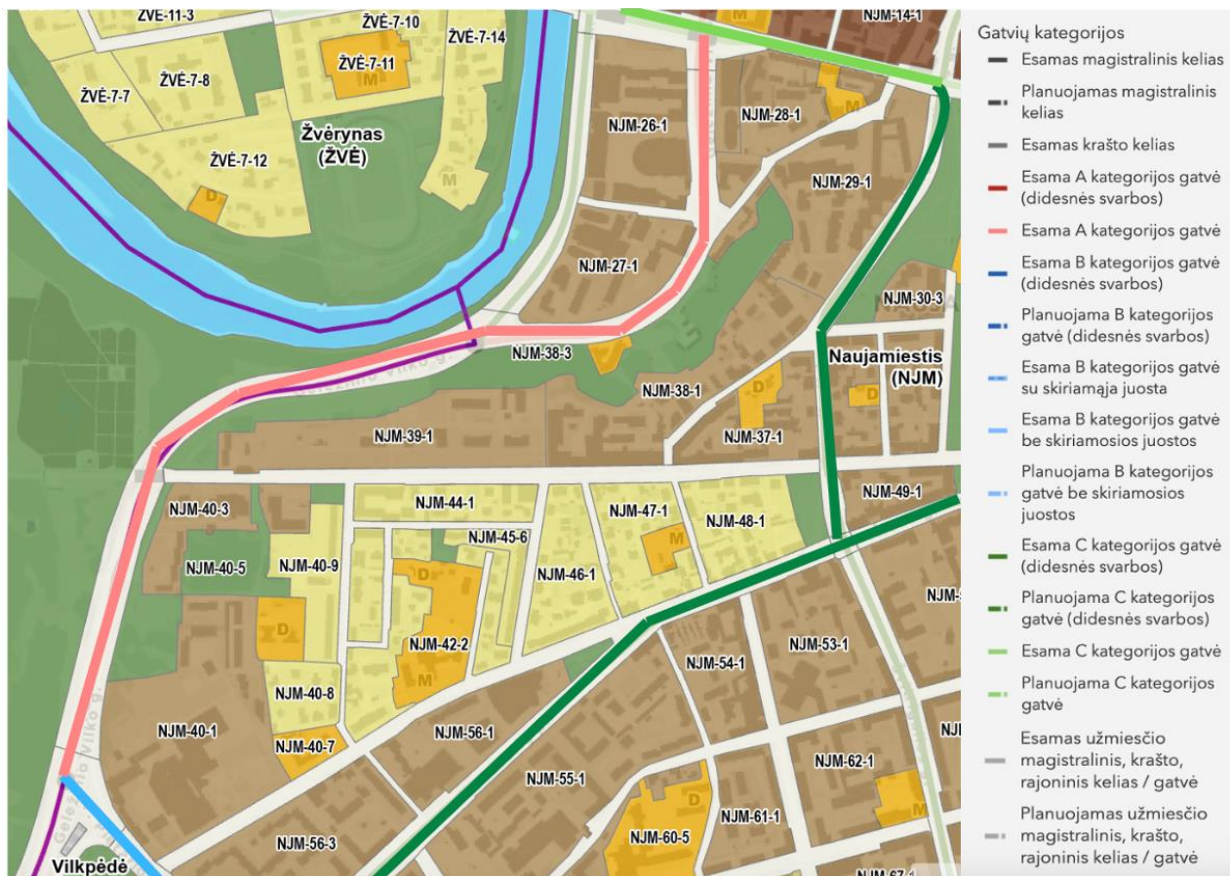 ŽVĖ-11-3
ŽVĖ-7-10
NJM-14-1
M
ŽVĖ-7-14
ŽVĖ-7-11
M
ŽVĖ-7-8
ŽVĖ-7-7
NJM-26-1
NJM-28-1
M
Žvėrynas
(ŽVĖ)
ŽVĖ-7-12
M
D
NJM-29-1
NJM-27-1
NJM-30-3
NJM-38-3
Naujamiestis
(NJM)
NJM-38-1
D
D
NJM-39-1
NJM-37-1
NJM-44-1
NJM-49-1
NJM-40-3
NJM-47-1
NJM-48-1
NJM-45-6
M
NJM-40-5
NJM-40-9
NJM-46-1
D
D
NJM-42-2
NJM-53-1
NJM-54-1
M
NJM-40-8
NJM-40-1
NJM-56-1
NJM-40-7
NJM-55-1
NJM-62-1
Geležinio Vilko g.
D
M
NJM-61-1
NJM-60-5
M
NJM-56-3
Vilkpėdė
Gatvių kategorijos
Esamas magistralinis kelias
Planuojamas magistralinis
kelias
Esamas krašto kelias
Esama A kategorijos gatvė
(didesnės svarbos)
Esama A kategorijos gatvė
Esama B kategorijos gatvė
(didesnės svarbos)
Planuojama B kategorijos
gatvė (didesnės svarbos)
Esama B kategorijos gatvė
su skiriamąja juosta
Esama B kategorijos gatvė
be skiriamosios juostos
Planuojama B kategorijos
gatvė be skiriamosios
juostos
Esama C kategorijos gatvė
(didesnės svarbos)
Planuojama C kategorijos
gatvė (didesnės svarbos)
Esama C kategorijos gatvė
Planuojama C kategorijos
gatvė
Esamas užmiesčio
magistralinis, krašto,
rajoninis kelias / gatvė
Planuojamas užmiesčio
magistralinis, krašto,
rajoninis kelias / gatvė